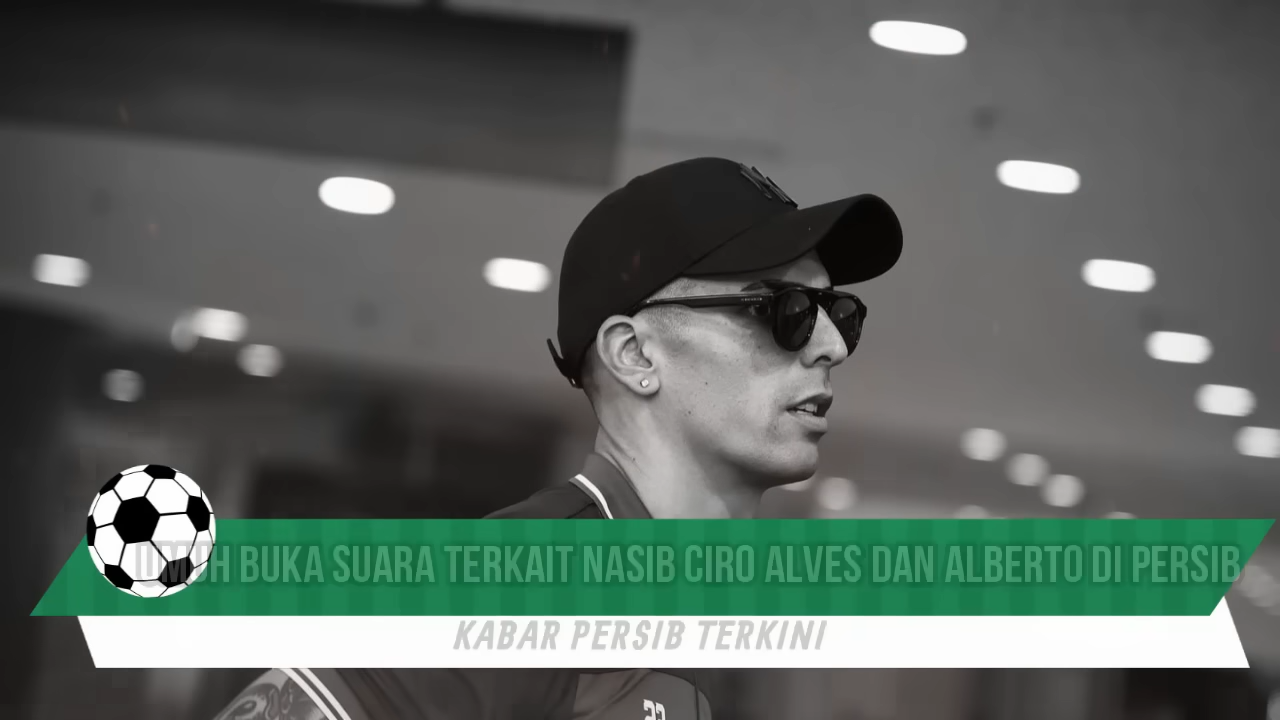 BUKA SUARA TERKAIT NASIB CIRO ALVES DAN ALBERTO DI PERSIB
KABAR PERSIB TERKINI